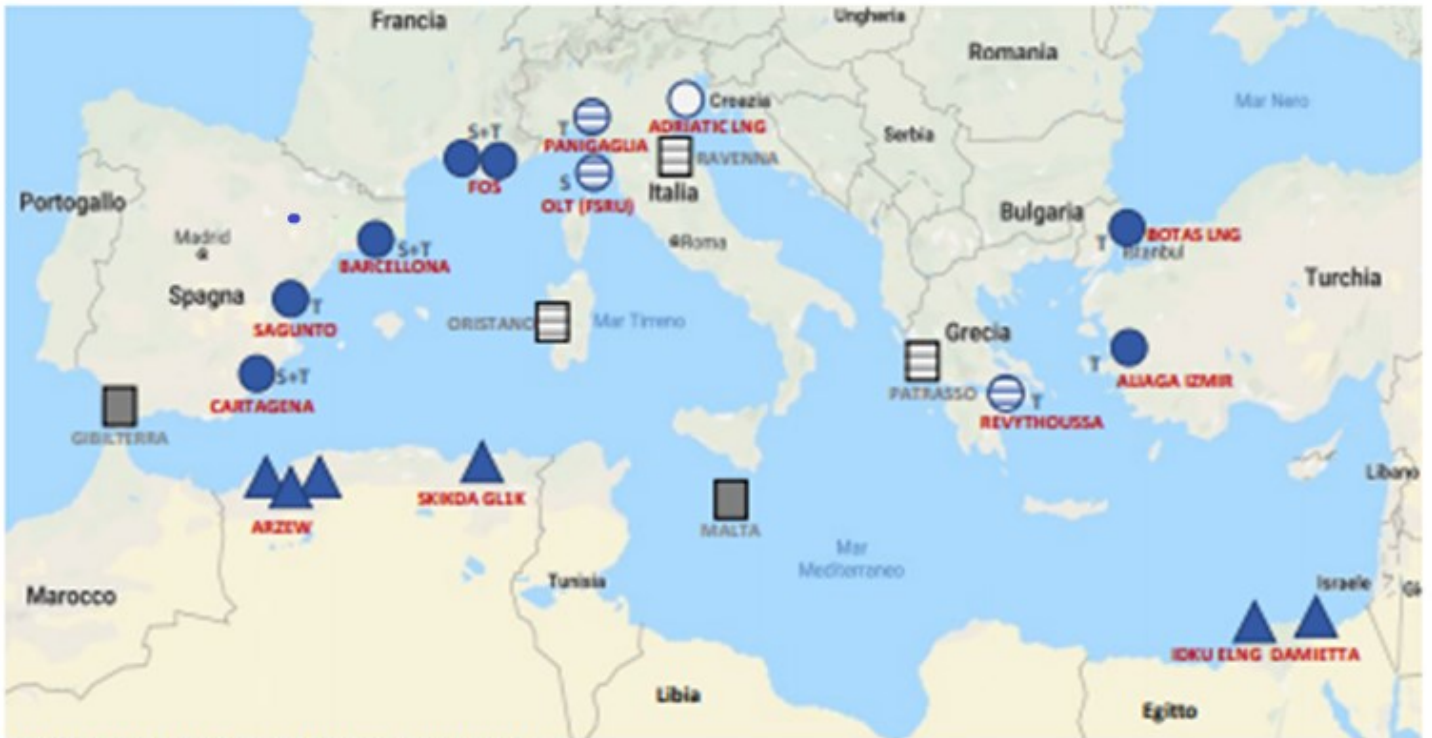 Francia
Ungheria
Romania
Mar Nero
Croazia
ADRIATIC LNG
S+T
T
PANIGAGLIA
Serbia
RAVENNA
FOS
S
Italia
OLT (FSRU)
Portogallo
Bulgaria
BOTAS LNG
T
Istanbul
Madrid
S+T
BARCELLONA
Roma
Turchia
Spagna
T
SAGUNTO
ORISTANO
Mar Tirreno
Grecia
T
ALIAGA IZMIR
S+T
CARTAGENA
PATRASSO
T
REVYTHOUSSA
GIBILTERRA
Libano
SKIKDA GL1K
ARZEW
MALTA
Mar
Mediterraneo
Marocco
Tunisia
Israele
IDKU ELNG DAMIETTA
Libia
Egitto